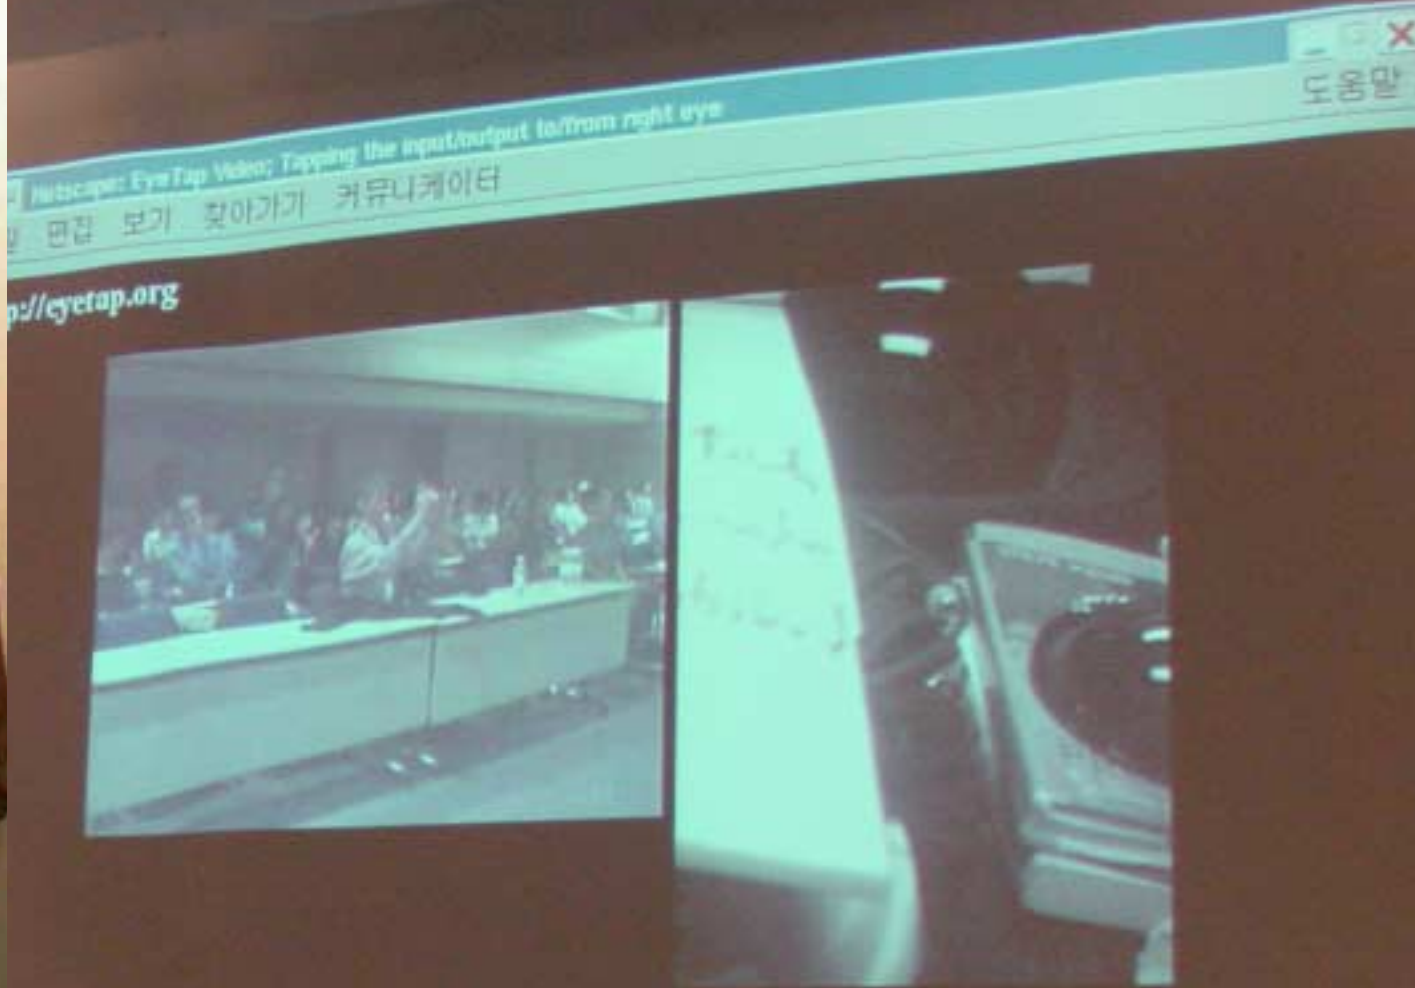 Netscape: EyeTap Video; Tapping the input/output to/from right eye
편집 보기 찾아가기 커뮤니케이터 도움말
p://eyetap.org